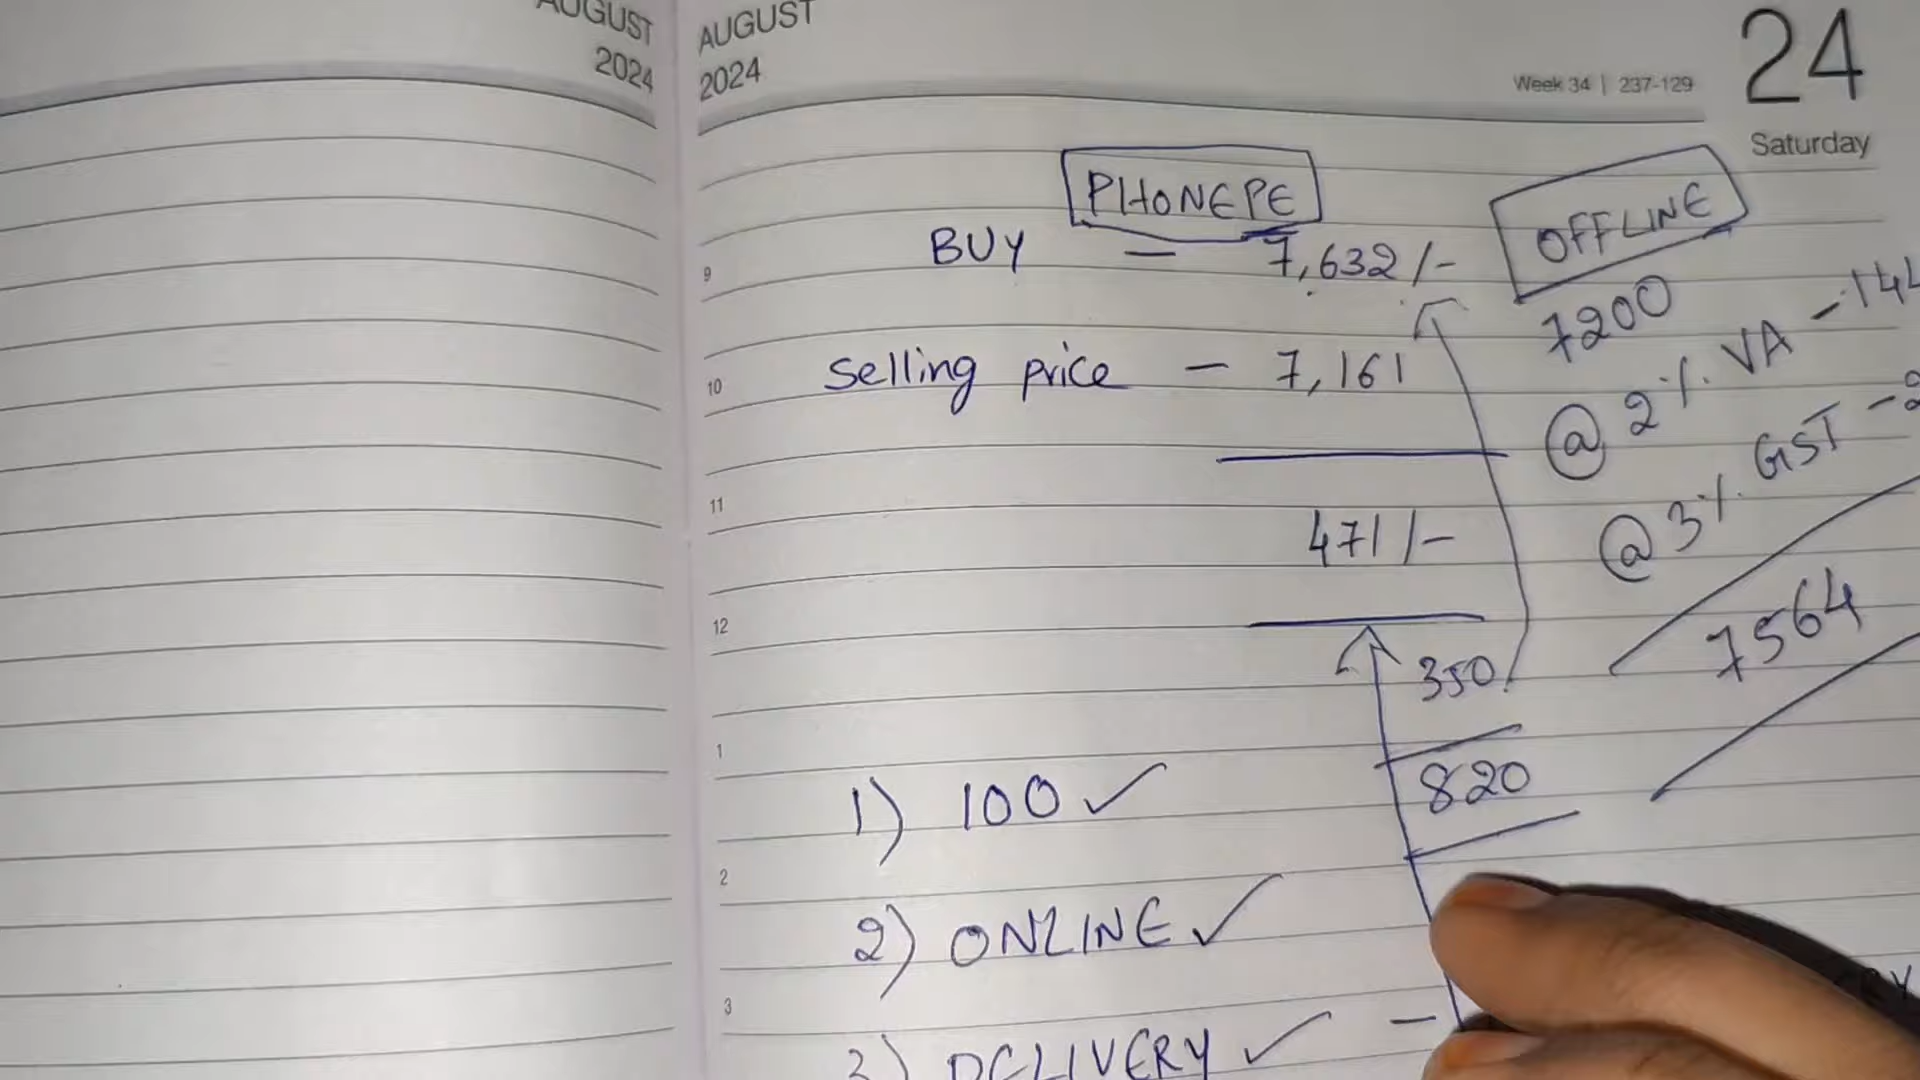 AUGUST
2024
AUGUST
2024
24
Week 34 | 237-129
Saturday
PHONEPE
BUY — 7,632/-
9
Selling price — 7,161
10
11
471/-
12
350
1
820
1) 100 ✓
2
2) ONLINE ✓
3
3) DELIVERY ✓ —
OFFLINE
7200
@ 2% VA -
@ 3% GST -
7564